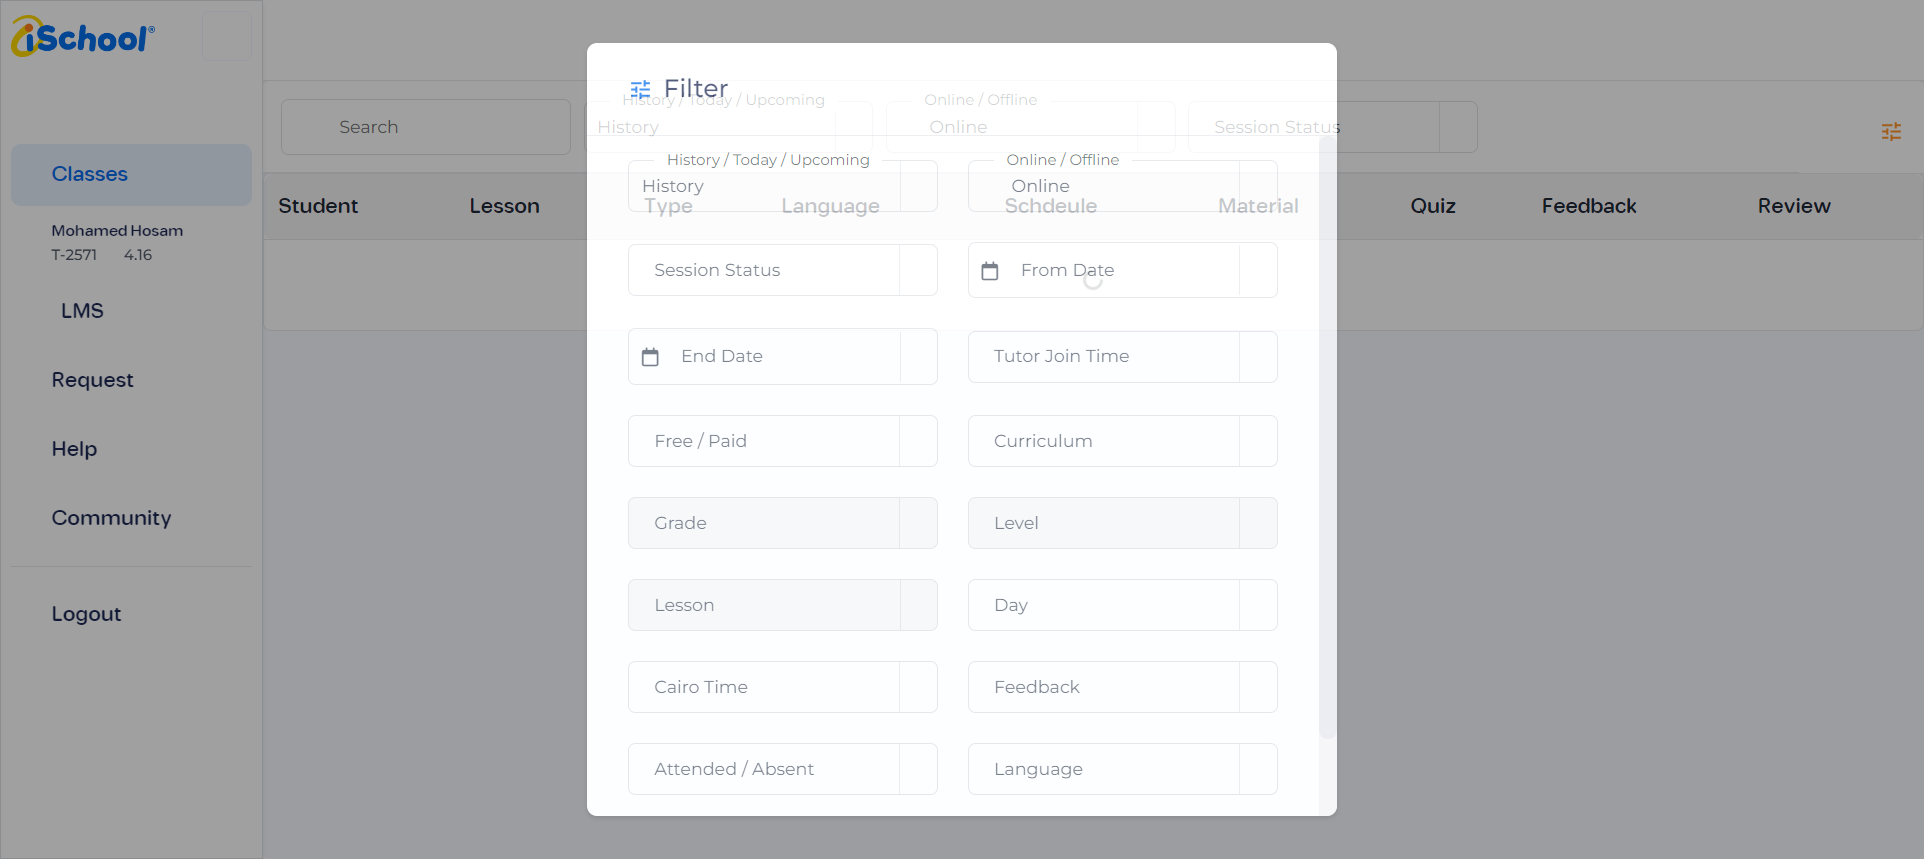 iSchool®
Classes
Mohamed Hosam
T-2571 4.16
LMS
Request
Help
Community
Logout
Search
History / Today / Upcoming
History
Online / Offline
Online
Session Status
Student Lesson Type Language Schdeule Material Quiz Feedback Review
Filter
History / Today / Upcoming
History
Online / Offline
Online
Session Status
From Date
End Date
Tutor Join Time
Free / Paid
Curriculum
Grade
Level
Lesson
Day
Cairo Time
Feedback
Attended / Absent
Language